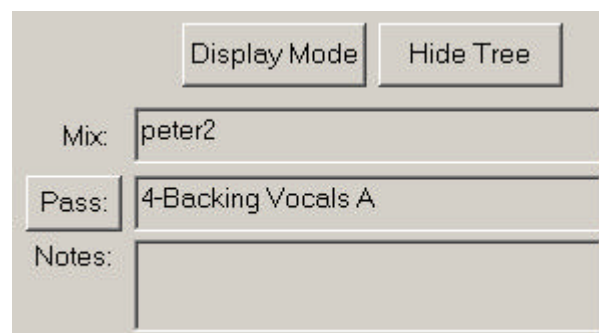 Display Mode Hide Tree
Mix: peter2
Pass: 4-Backing Vocals A
Notes: